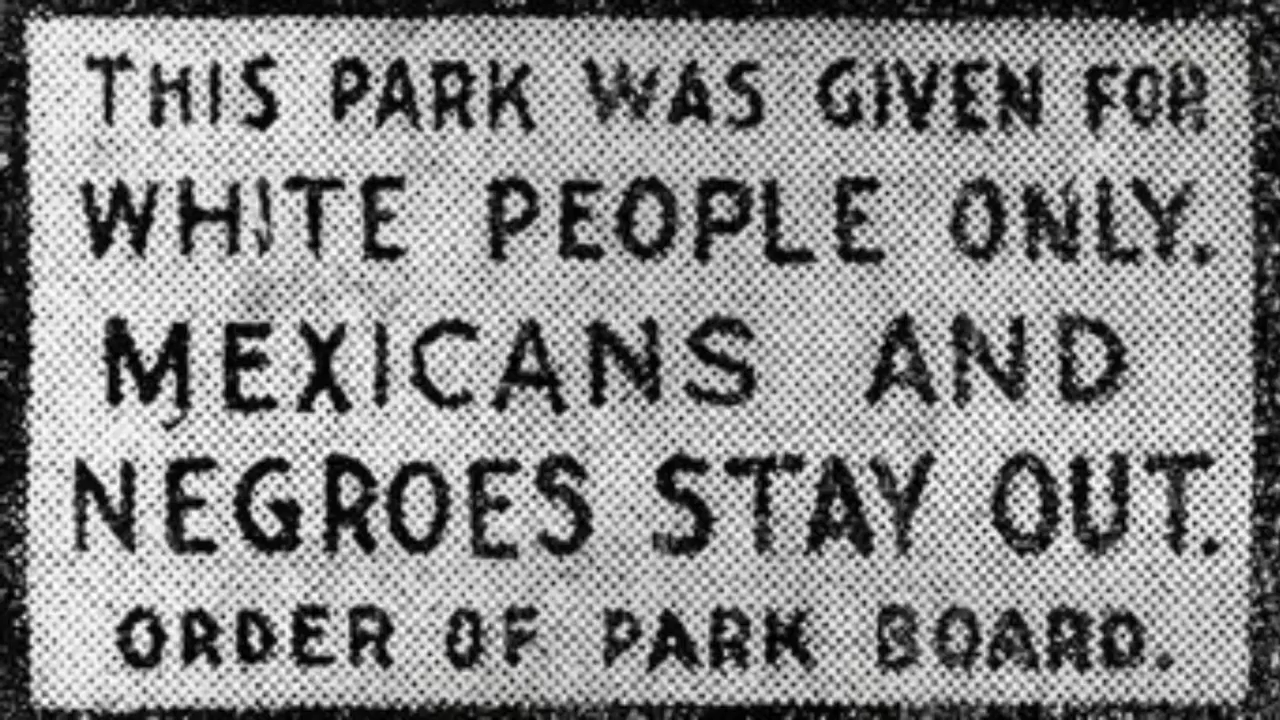 THIS PARK WAS GIVEN FOR
WHITE PEOPLE ONLY.
MEXICANS AND
NEGROES STAY OUT.
ORDER OF PARK BOARD.